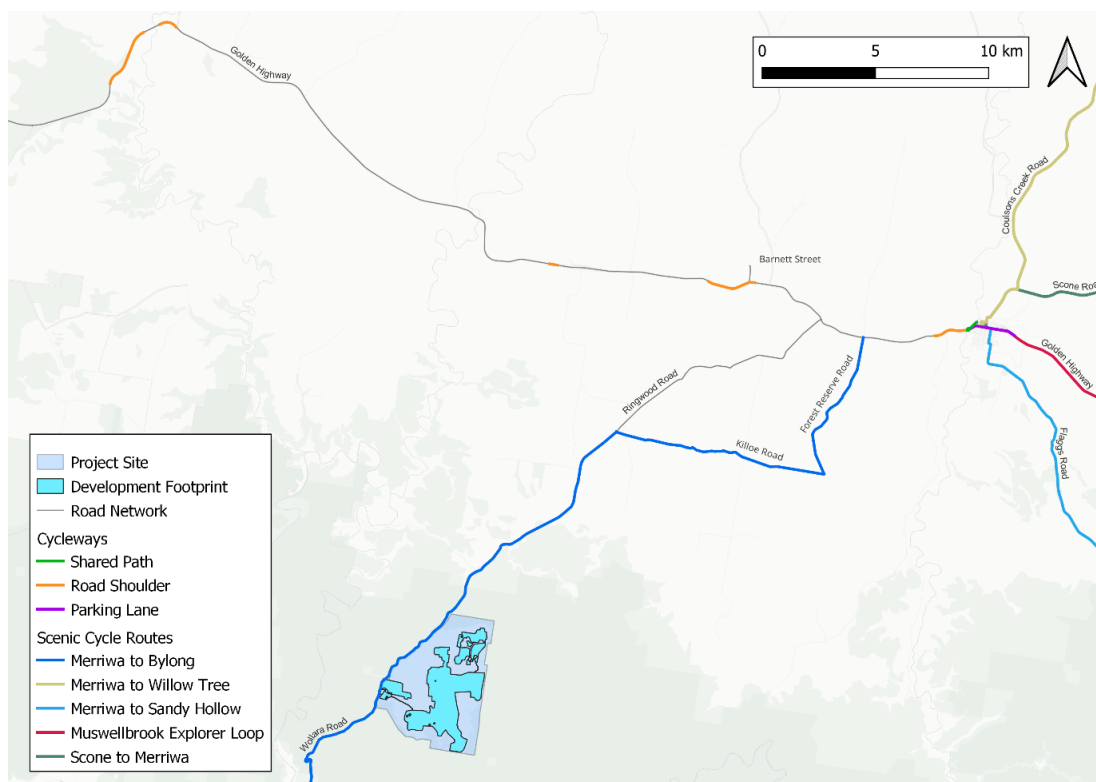 0 5 10 km
Golden Highway
Coulsons Creek Road
Barnett Street
Scone Road
Golden Highway
Ringwood Road
Forest Reserve Road
Killoe Road
Flaggs Road
Wollara Road
Project Site
Development Footprint
Road Network
Cycleways
Shared Path
Road Shoulder
Parking Lane
Scenic Cycle Routes
Merriwa to Bylong
Merriwa to Willow Tree
Merriwa to Sandy Hollow
Muswellbrook Explorer Loop
Scone to Merriwa